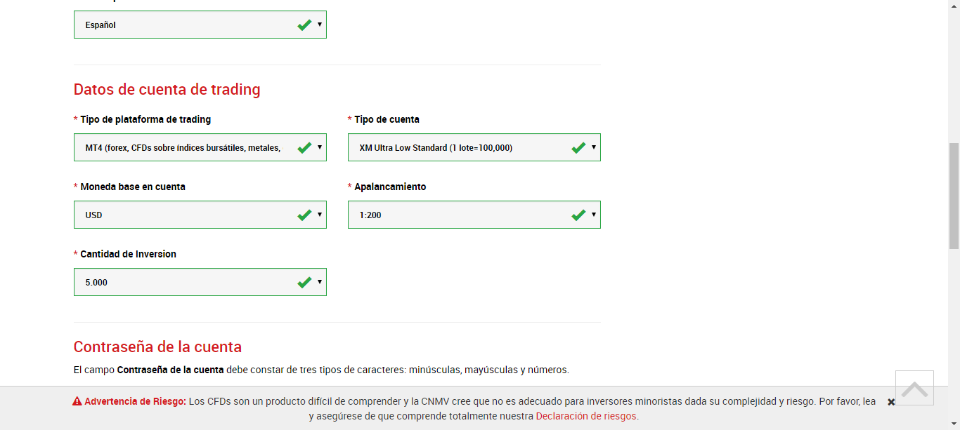 Español
Datos de cuenta de trading
* Tipo de plataforma de trading
* Tipo de cuenta
MT4 (forex, CFDs sobre índices bursátiles, metales,
XM Ultra Low Standard (1 lote=100,000)
* Moneda base en cuenta
* Apalancamiento
USD
1:200
* Cantidad de Inversion
5.000
Contraseña de la cuenta
El campo Contraseña de la cuenta debe constar de tres tipos de caracteres: minúsculas, mayúsculas y números.
Advertencia de Riesgo: Los CFDs son un producto difícil de comprender y la CNMV cree que no es adecuado para inversores minoristas dada su complejidad y riesgo. Por favor, lea
y asegúrese de que comprende totalmente nuestra Declaración de riesgos.